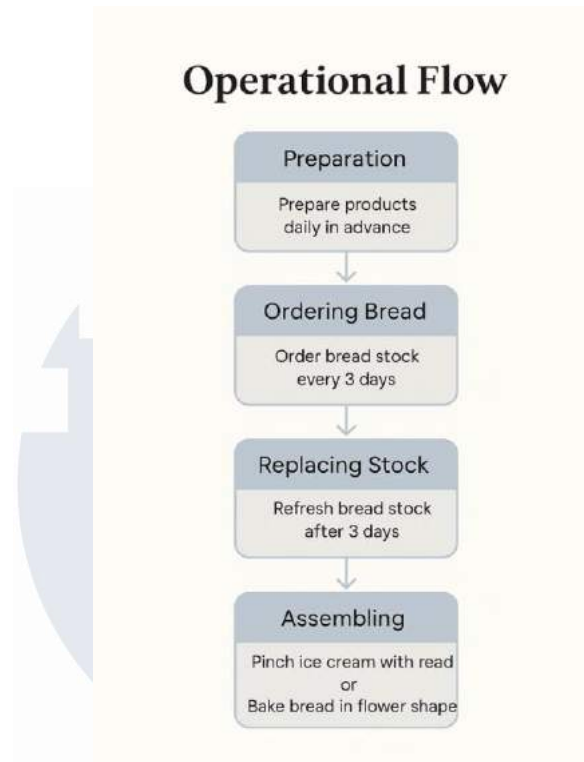 Operational Flow
Preparation
Prepare products
daily in advance
Ordering Bread
Order bread stock
every 3 days
Replacing Stock
Refresh bread stock
after 3 days
Assembling
Pinch ice cream with read
or
Bake bread in flower shape